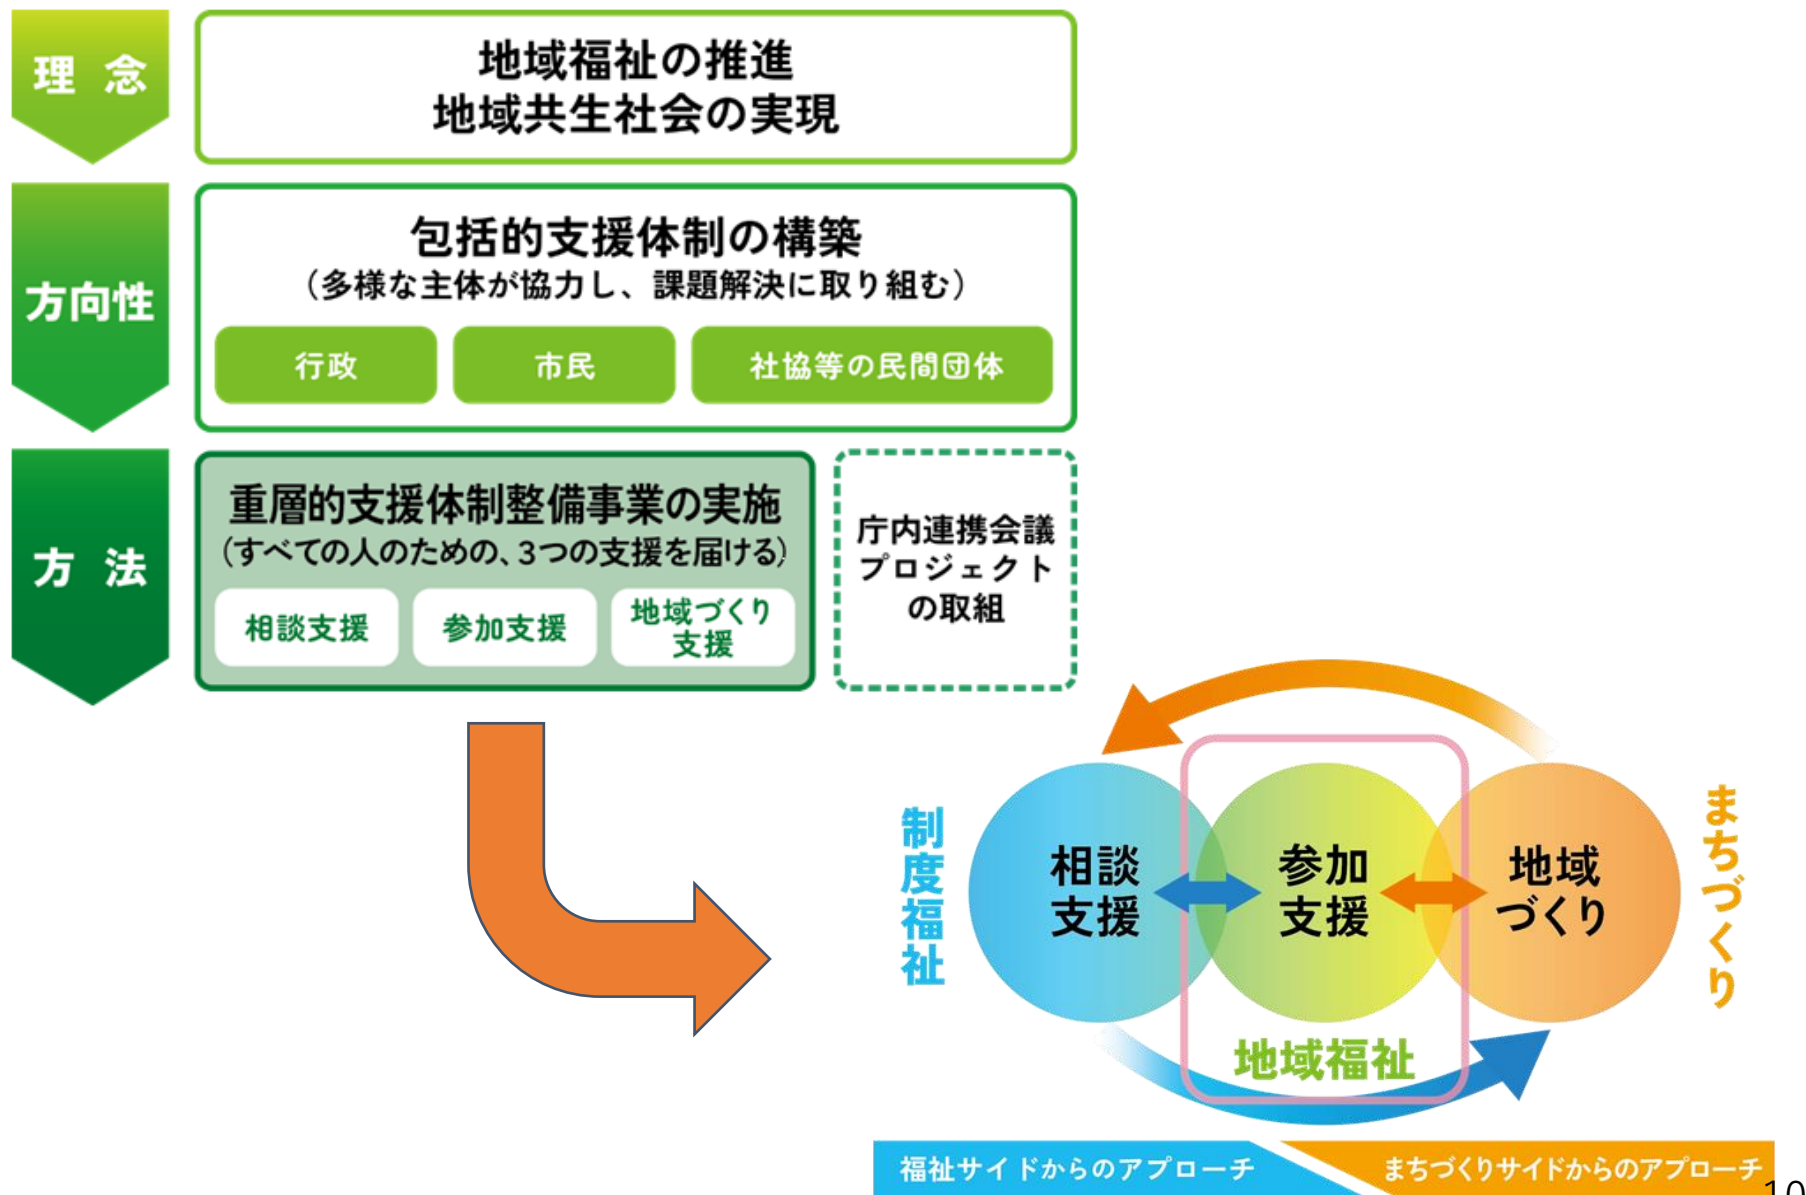 理念
地域福祉の推進
地域共生社会の実現
方向性
包括的支援体制の構築
（多様な主体が協力し、課題解決に取り組む）
行政
市民
社協等の民間団体
方法
重層的支援体制整備事業の実施
（すべての人のための、3つの支援を届ける）
相談支援
参加支援
地域づくり
支援
庁内連携会議
プロジェクト
の取組
制度福祉
相談
支援
参加
支援
地域
づくり
まちづくり
地域福祉
福祉サイドからのアプローチ
まちづくりサイドからのアプローチ
10